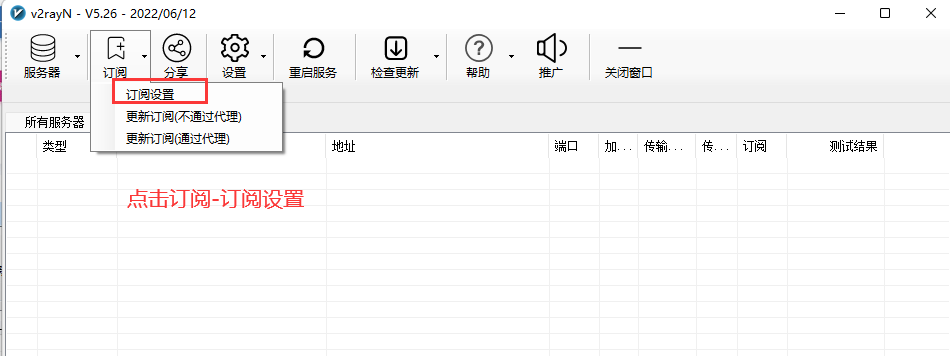 v2rayN - V5.26 - 2022/06/12
服务器 订阅 分享 设置 重启服务 检查更新 帮助 推广 关闭窗口
订阅设置
更新订阅(不通过代理)
更新订阅(通过代理)
所有服务器
类型 地址 端口 加... 传输... 传... 订阅 测试结果
点击订阅-订阅设置